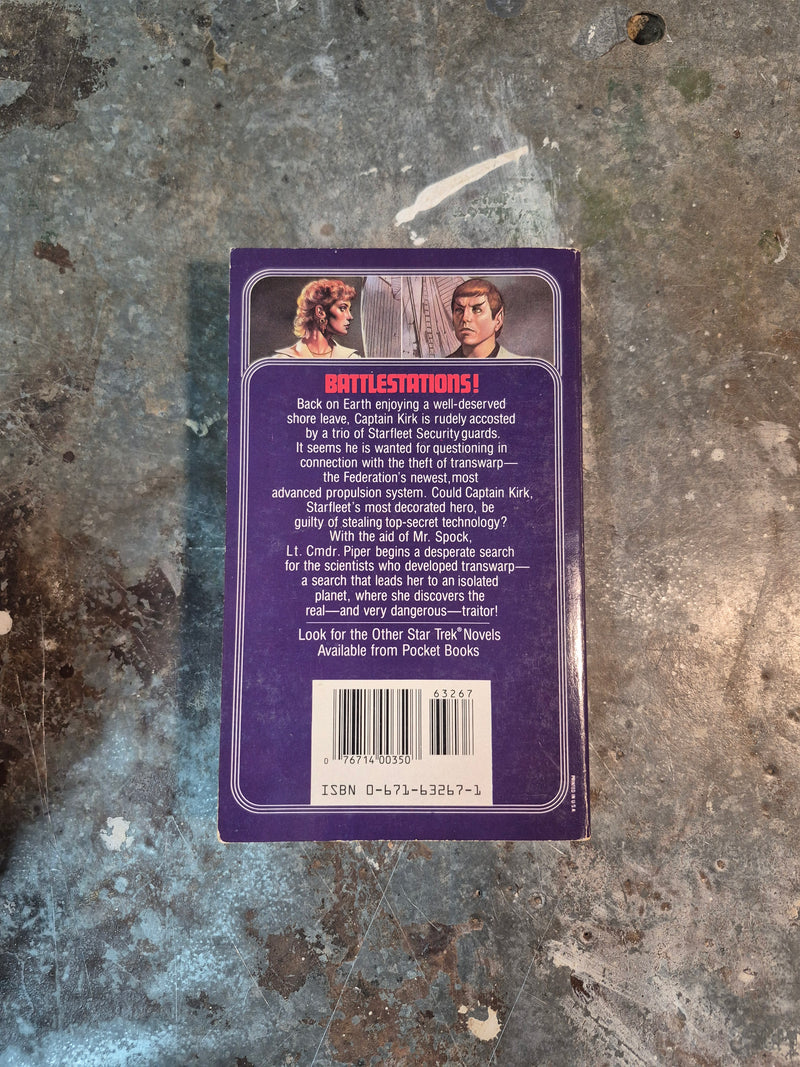 BATTLESTATIONS!
Back on Earth enjoying a well-deserved
shore leave, Captain Kirk is rudely accosted
by a trio of Starfleet Security guards.
It seems he is wanted for questioning in
connection with the theft of transwarp—
the Federation's newest, most
advanced propulsion system. Could Captain Kirk,
Starfleet's most decorated hero, be
guilty of stealing top-secret technology?
With the aid of Mr. Spock,
Lt. Cmdr. Piper begins a desperate search
for the scientists who developed transwarp—
a search that leads her to an isolated
planet, where she discovers the
real—and very dangerous—traitor!
Look for the Other Star Trek® Novels
Available from Pocket Books
63267
0 76714 00350
ISBN 0-671-63267-1
PRINTED IN U.S.A.